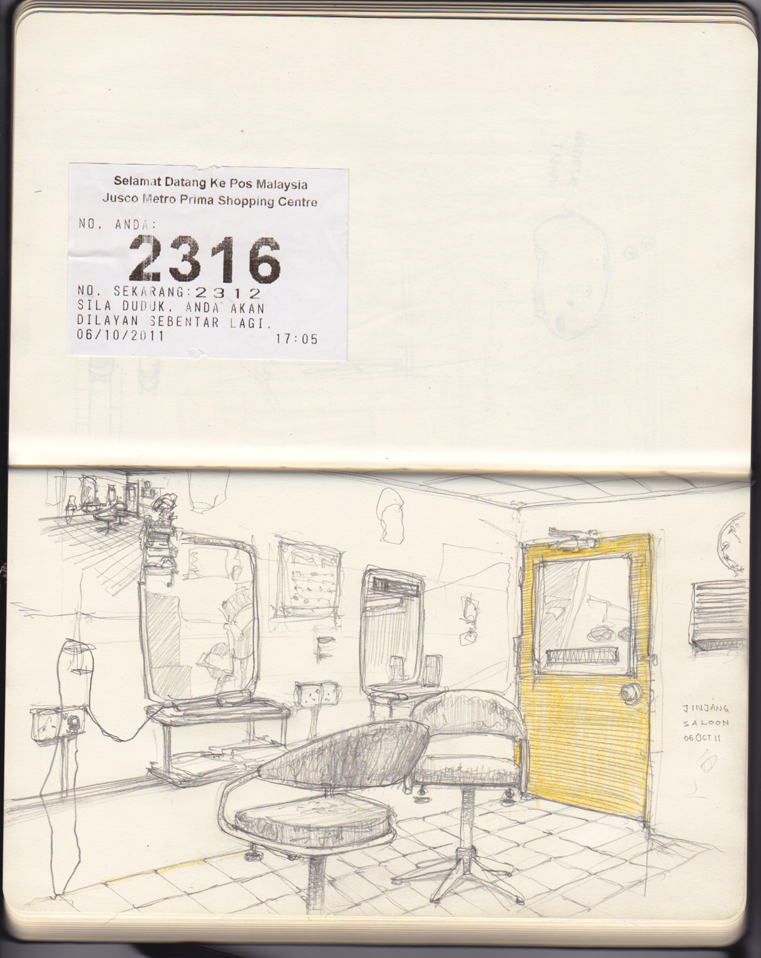 Selamat Datang Ke Pos Malaysia
Jusco Metro Prima Shopping Centre
NO. ANDA:
2316
NO. SEKARANG:2312
SILA DUDUK. ANDA AKAN
DILAYAN SEBENTAR LAGI.
06/10/2011 17:05
JINJANG
SALOON
06 OCT 11